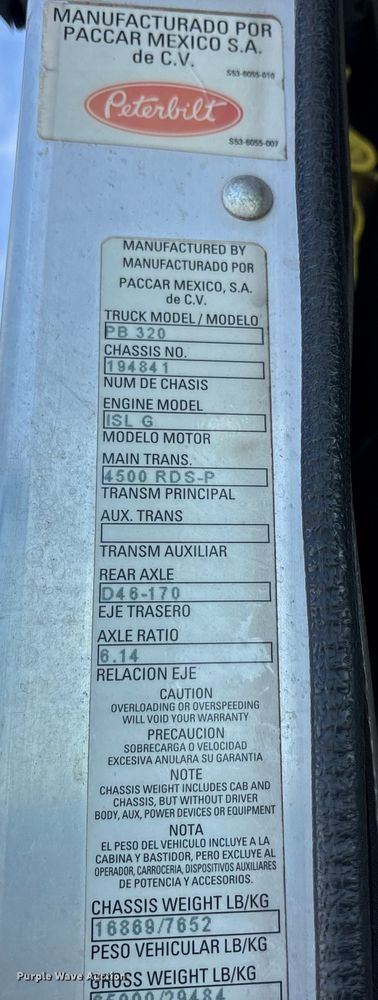 MANUFACTURADO POR
PACCAR MEXICO S.A.
de C.V.
S53-6055-010
Peterbilt
S53-6055-007
MANUFACTURED BY
MANUFACTURADO POR
PACCAR MEXICO, S.A.
de C.V.
TRUCK MODEL / MODELO
PB 320
CHASSIS NO.
194841
NUM DE CHASIS
ENGINE MODEL
ISL G
MODELO MOTOR
MAIN TRANS.
4500 RDS-P
TRANSM PRINCIPAL
AUX. TRANS
TRANSM AUXILIAR
REAR AXLE
D46-170
EJE TRASERO
AXLE RATIO
6.14
RELACION EJE
CAUTION
OVERLOADING OR OVERSPEEDING
WILL VOID YOUR WARRANTY
PRECAUCION
SOBRECARGA O VELOCIDAD
EXCESIVA ANULARA SU GARANTIA
NOTE
CHASSIS WEIGHT INCLUDES CAB AND
CHASSIS, BUT WITHOUT DRIVER
BODY, AUX, POWER DEVICES OR EQUIPMENT
NOTA
EL PESO DEL VEHICULO INCLUYE A LA
CABINA Y BASTIDOR, PERO EXCLUYE AL
OPERADOR, CARROCERIA, DISPOSITIVOS AUXILIARES
DE POTENCIA Y ACCESORIOS.
CHASSIS WEIGHT LB/KG
16869/7652
PESO VEHICULAR LB/KG
GROSS WEIGHT LB/KG
65000/29484
Purple Wave Auction